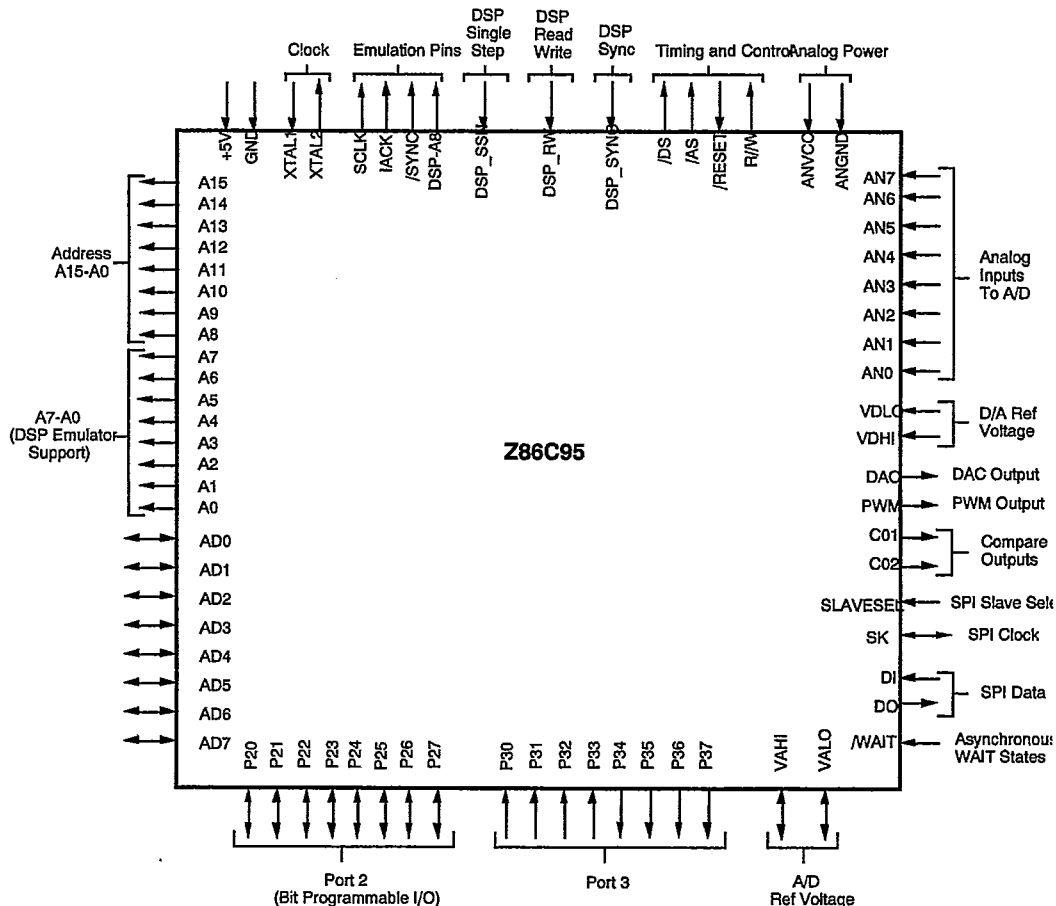 DSP
Single
Step
DSP
Read
Write
DSP
Sync
Clock
Emulation Pins
Timing and Control
Analog Power
+5V
GND
XTAL1
XTAL2
SCLK
IACK
/SYNC
DSP-A8
DSP_SSN
DSP_RW
DSP_SYNC
/DS
/AS
/RESET
R//W
ANVCC
ANGND
A15
A14
A13
A12
A11
A10
A9
A8
Address
A15-A0
A7
A6
A5
A4
A3
A2
A1
A0
A7-A0
(DSP Emulator
Support)
AD0
AD1
AD2
AD3
AD4
AD5
AD6
AD7
Z86C95
AN7
AN6
AN5
AN4
AN3
AN2
AN1
AN0
Analog
Inputs
To A/D
VDLO
VDHI
D/A Ref
Voltage
DAC
DAC Output
PWM
PWM Output
C01
C02
Compare
Outputs
SLAVESEL
SPI Slave Sele
SK
SPI Clock
DI
DO
SPI Data
/WAIT
Asynchronous
WAIT States
P20
P21
P22
P23
P24
P25
P26
P27
P30
P31
P32
P33
P34
P35
P36
P37
VAHI
VALO
Port 2
(Bit Programmable I/O)
Port 3
A/D
Ref Voltage